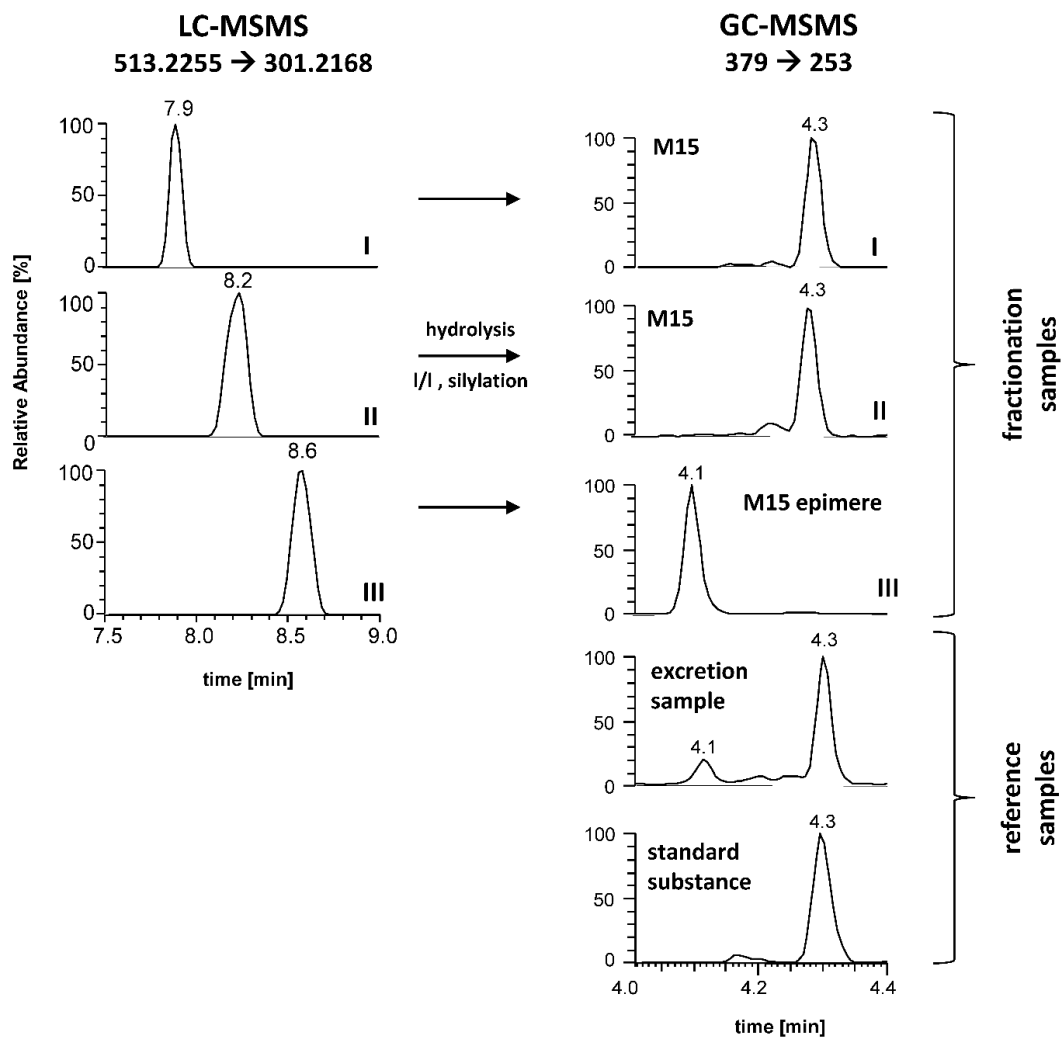 LC-MSMS
513.2255 → 301.2168
GC-MSMS
379 → 253
Relative Abundance [%]
7.9
100
50
0
I
8.2
100
50
0
II
8.6
100
50
0
III
7.5 8.0 8.5 9.0
time [min]
hydrolysis
l/l , silylation
4.3
M15
100
50
0
I
4.3
M15
100
50
0
II
4.1
M15 epimere
100
50
0
III
4.3
excretion
sample
4.1
100
50
0
4.3
standard
substance
100
50
0
4.0 4.2 4.4
time [min]
fractionation
samples
reference
samples